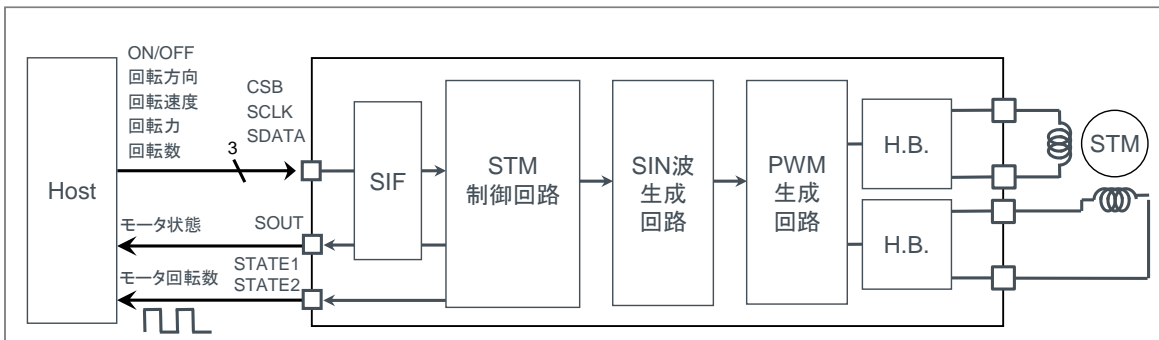 Host
ON/OFF
回転方向
回転速度
回転力
回転数
CSB
SCLK
SDATA
3
モータ状態
SOUT
モータ回転数
STATE1
STATE2
SIF
STM
制御回路
SIN波
生成
回路
PWM
生成
回路
H.B.
H.B.
STM